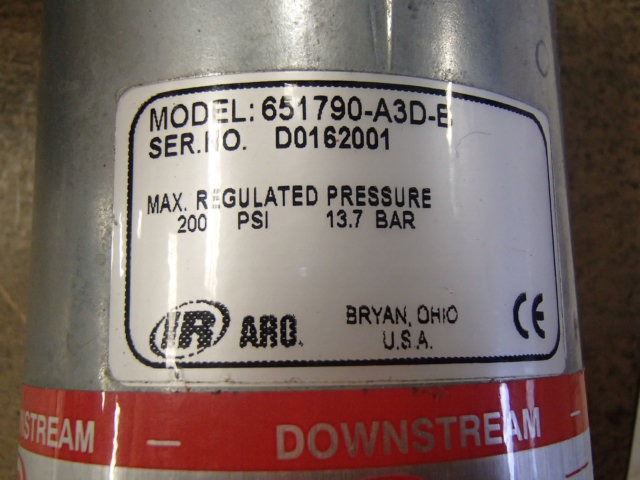 MODEL: 651790-A3D-B
SER.NO. D0162001
MAX. REGULATED PRESSURE
200 PSI 13.7 BAR
IR ARO.
BRYAN, OHIO
U.S.A.
CE
NSTREAM — DOWNSTREAM —